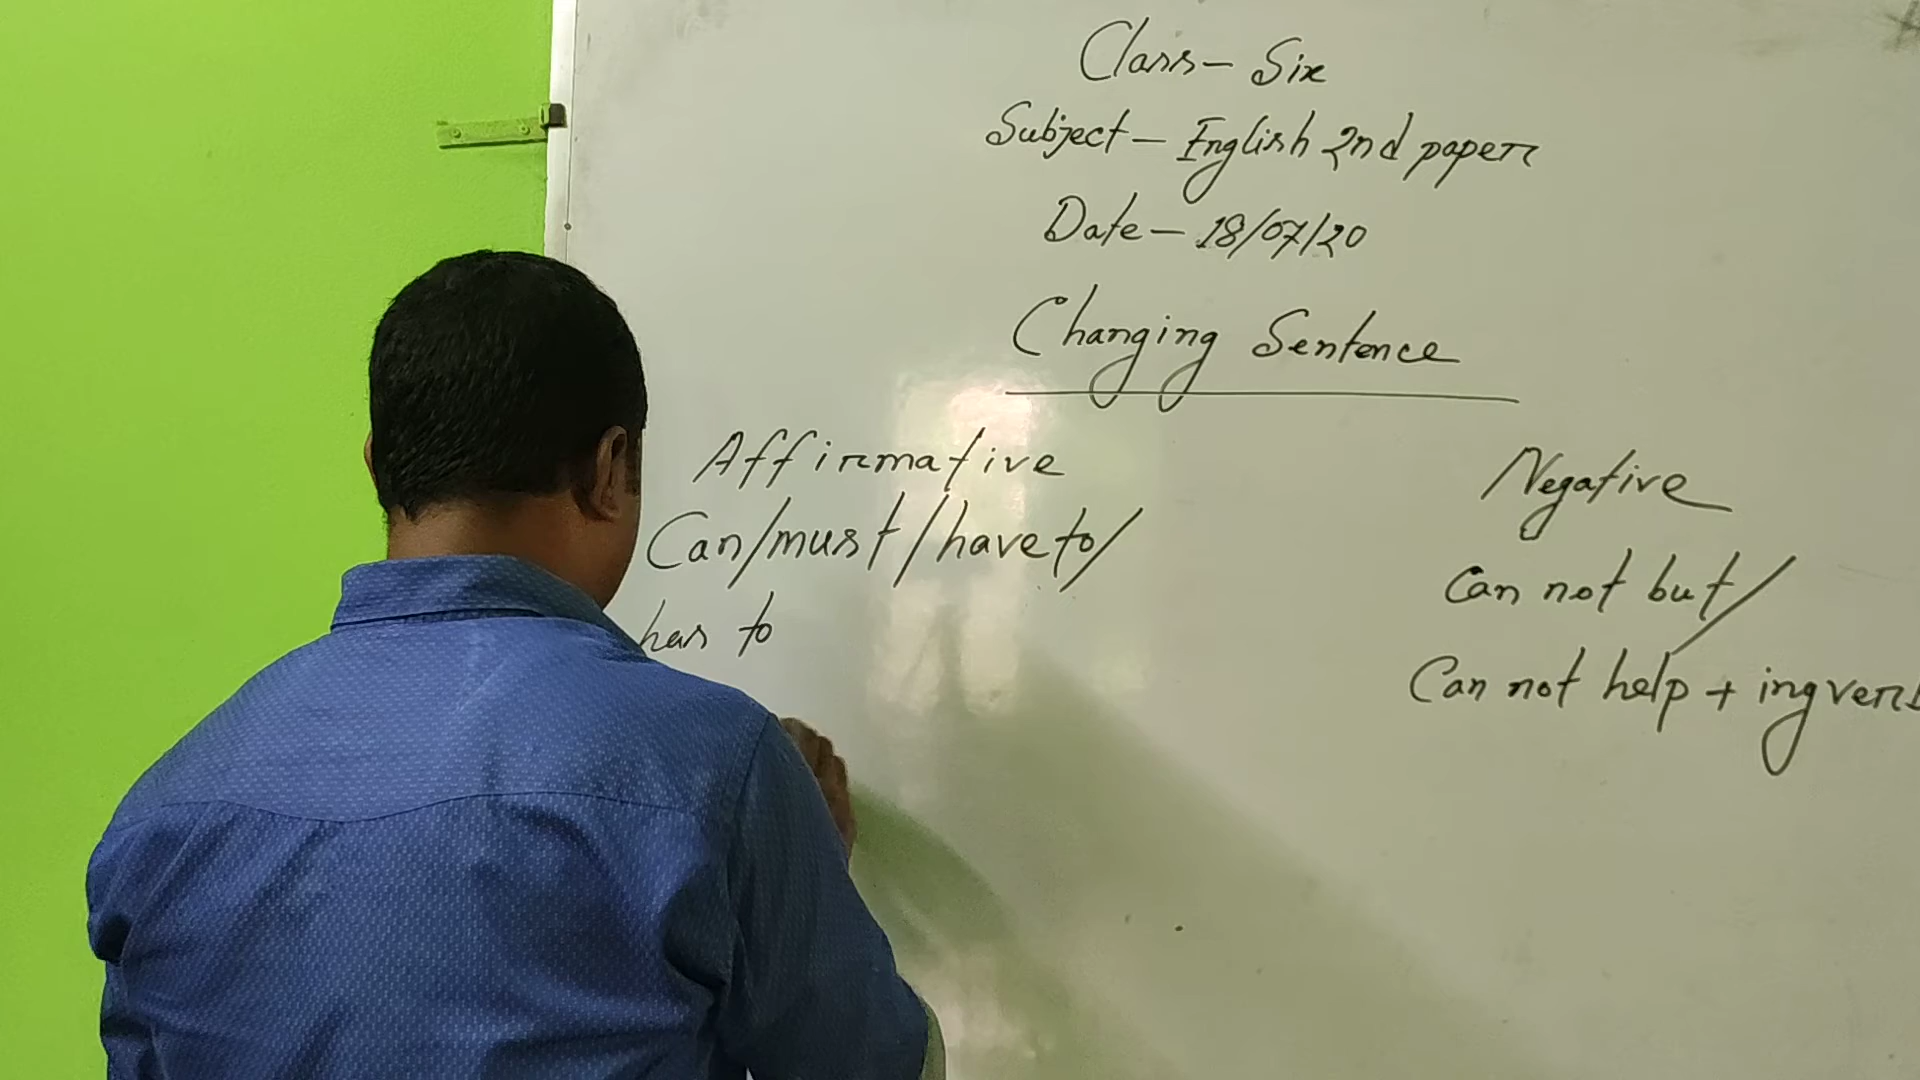 Class - Six
Subject - English 2nd paper
Date - 18/07/20
Changing Sentence
Affirmative
Can/must/have to/
has to
Negative
Can not but/
Can not help + ing verb